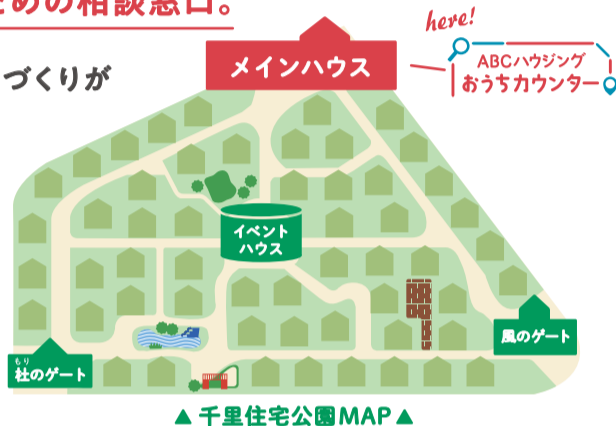 ための相談窓口。
づくりが
here!
メインハウス
ABCハウジング
おうちカウンター
イベント
ハウス
風のゲート
もり
杜のゲート
▲千里住宅公園MAP▲